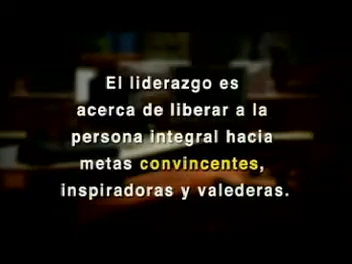 El liderazgo es
acerca de liberar a la
persona integral hacia
metas convincentes,
inspiradoras y valederas.